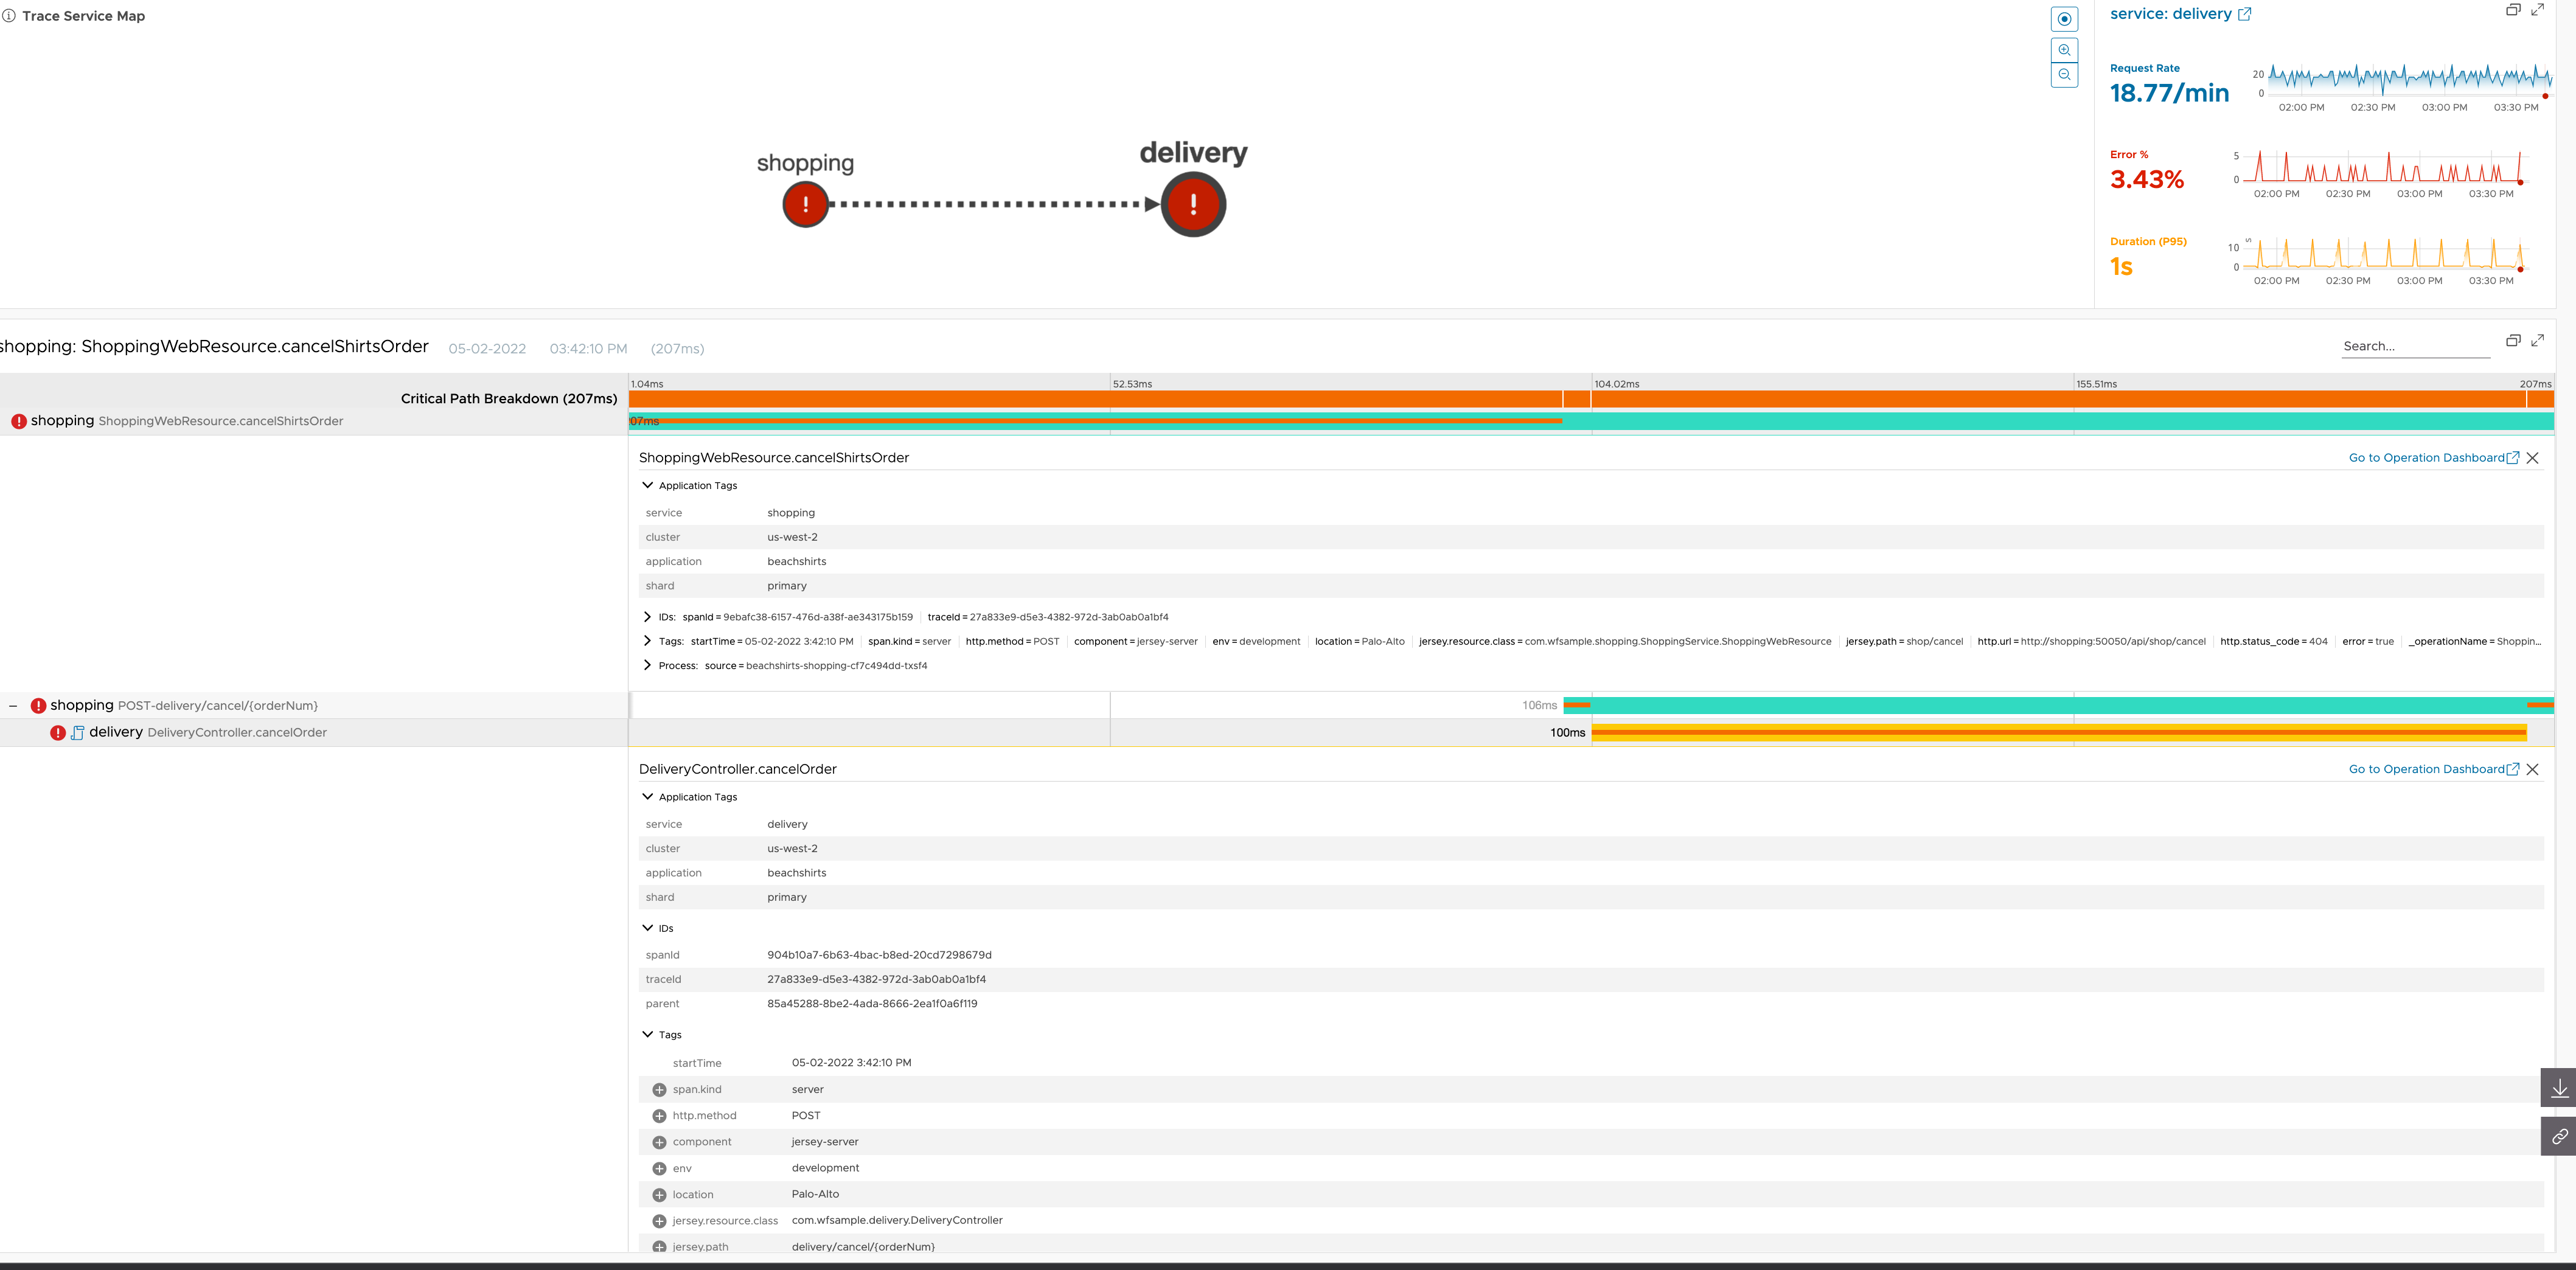 Trace Service Map
shopping
delivery
service: delivery
Request Rate
18.77/min
20
0
02:00 PM 02:30 PM 03:00 PM 03:30 PM
Error %
3.43%
5
0
02:00 PM 02:30 PM 03:00 PM 03:30 PM
Duration (P95)
1s
10
s
0
02:00 PM 02:30 PM 03:00 PM 03:30 PM
shopping: ShoppingWebResource.cancelShirtsOrder 05-02-2022 03:42:10 PM (207ms)
Search...
1.04ms 52.53ms 104.02ms 155.51ms 207ms
Critical Path Breakdown (207ms)
shopping ShoppingWebResource.cancelShirtsOrder 07ms
ShoppingWebResource.cancelShirtsOrder Go to Operation Dashboard
Application Tags
service shopping
cluster us-west-2
application beachshirts
shard primary
IDs: spanId = 9ebafc38-6157-476d-a38f-ae343175b159 traceId = 27a833e9-d5e3-4382-972d-3ab0ab0a1bf4
Tags: startTime = 05-02-2022 3:42:10 PM span.kind = server http.method = POST component = jersey-server env = development location = Palo-Alto jersey.resource.class = com.wfsample.shopping.ShoppingService.ShoppingWebResource jersey.path = shop/cancel http.url = http://shopping:50050/api/shop/cancel http.status_code = 404 error = true _operationName = Shoppin...
Process: source = beachshirts-shopping-cf7c494dd-txsf4
shopping POST-delivery/cancel/{orderNum} 106ms
delivery DeliveryController.cancelOrder 100ms
DeliveryController.cancelOrder Go to Operation Dashboard
Application Tags
service delivery
cluster us-west-2
application beachshirts
shard primary
IDs
spanId 904b10a7-6b63-4bac-b8ed-20cd7298679d
traceId 27a833e9-d5e3-4382-972d-3ab0ab0a1bf4
parent 85a45288-8be2-4ada-8666-2ea1f0a6f119
Tags
startTime 05-02-2022 3:42:10 PM
span.kind server
http.method POST
component jersey-server
env development
location Palo-Alto
jersey.resource.class com.wfsample.delivery.DeliveryController
jersey.path delivery/cancel/{orderNum}